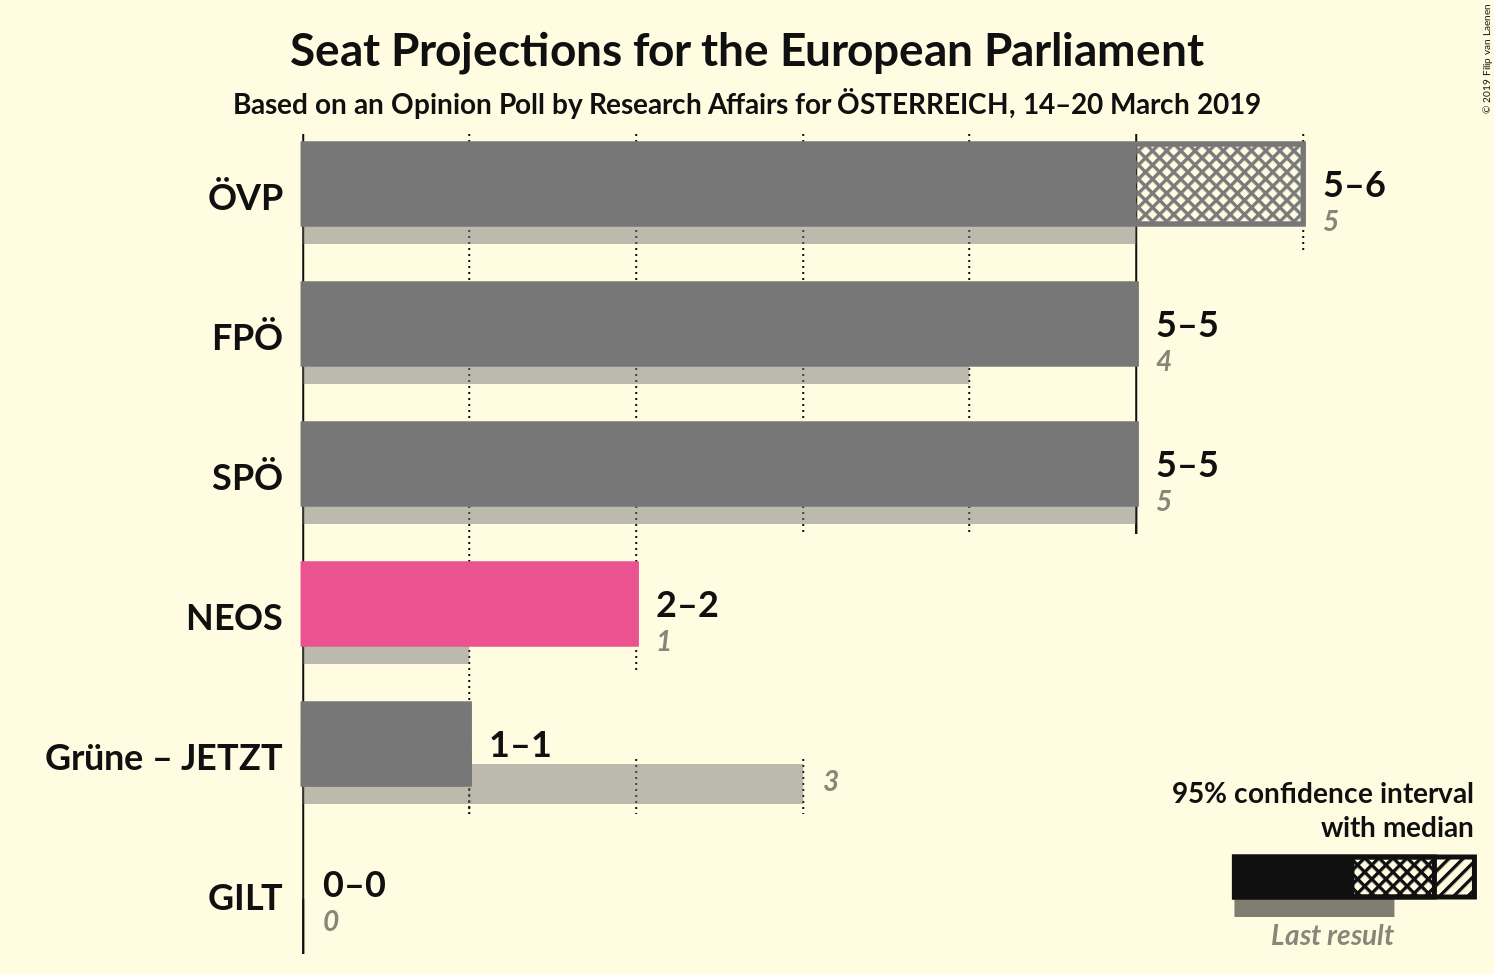 Seat Projections for the European Parliament
Based on an Opinion Poll by Research Affairs for ÖSTERREICH, 14–20 March 2019
© 2019 Filip van Laenen
ÖVP
5–6
5
FPÖ
5–5
4
SPÖ
5–5
5
NEOS
2–2
1
Grüne – JETZT
1–1
3
GILT
0–0
0
95% confidence interval
with median
Last result